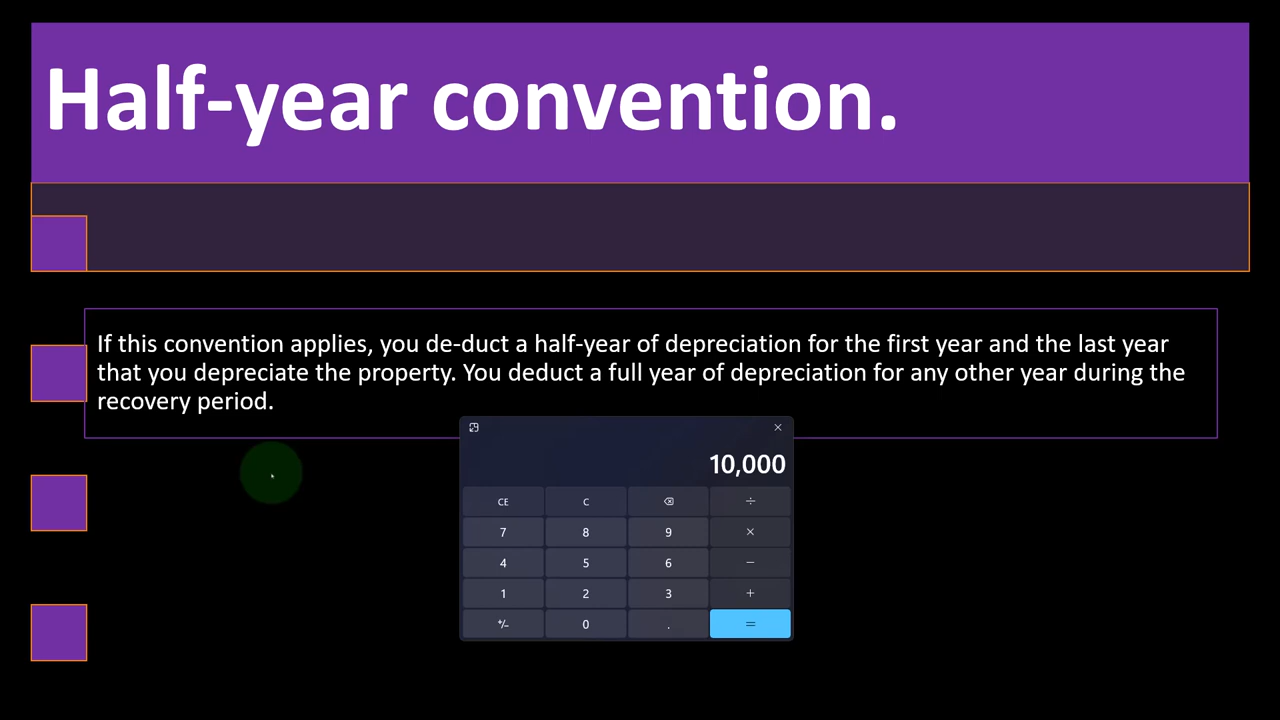 Half-year convention.
If this convention applies, you de-duct a half-year of depreciation for the first year and the last year
that you depreciate the property. You deduct a full year of depreciation for any other year during the
recovery period.
10,000
CE C ⌫ ÷
7 8 9 ×
4 5 6 −
1 2 3 +
+/− 0 . =